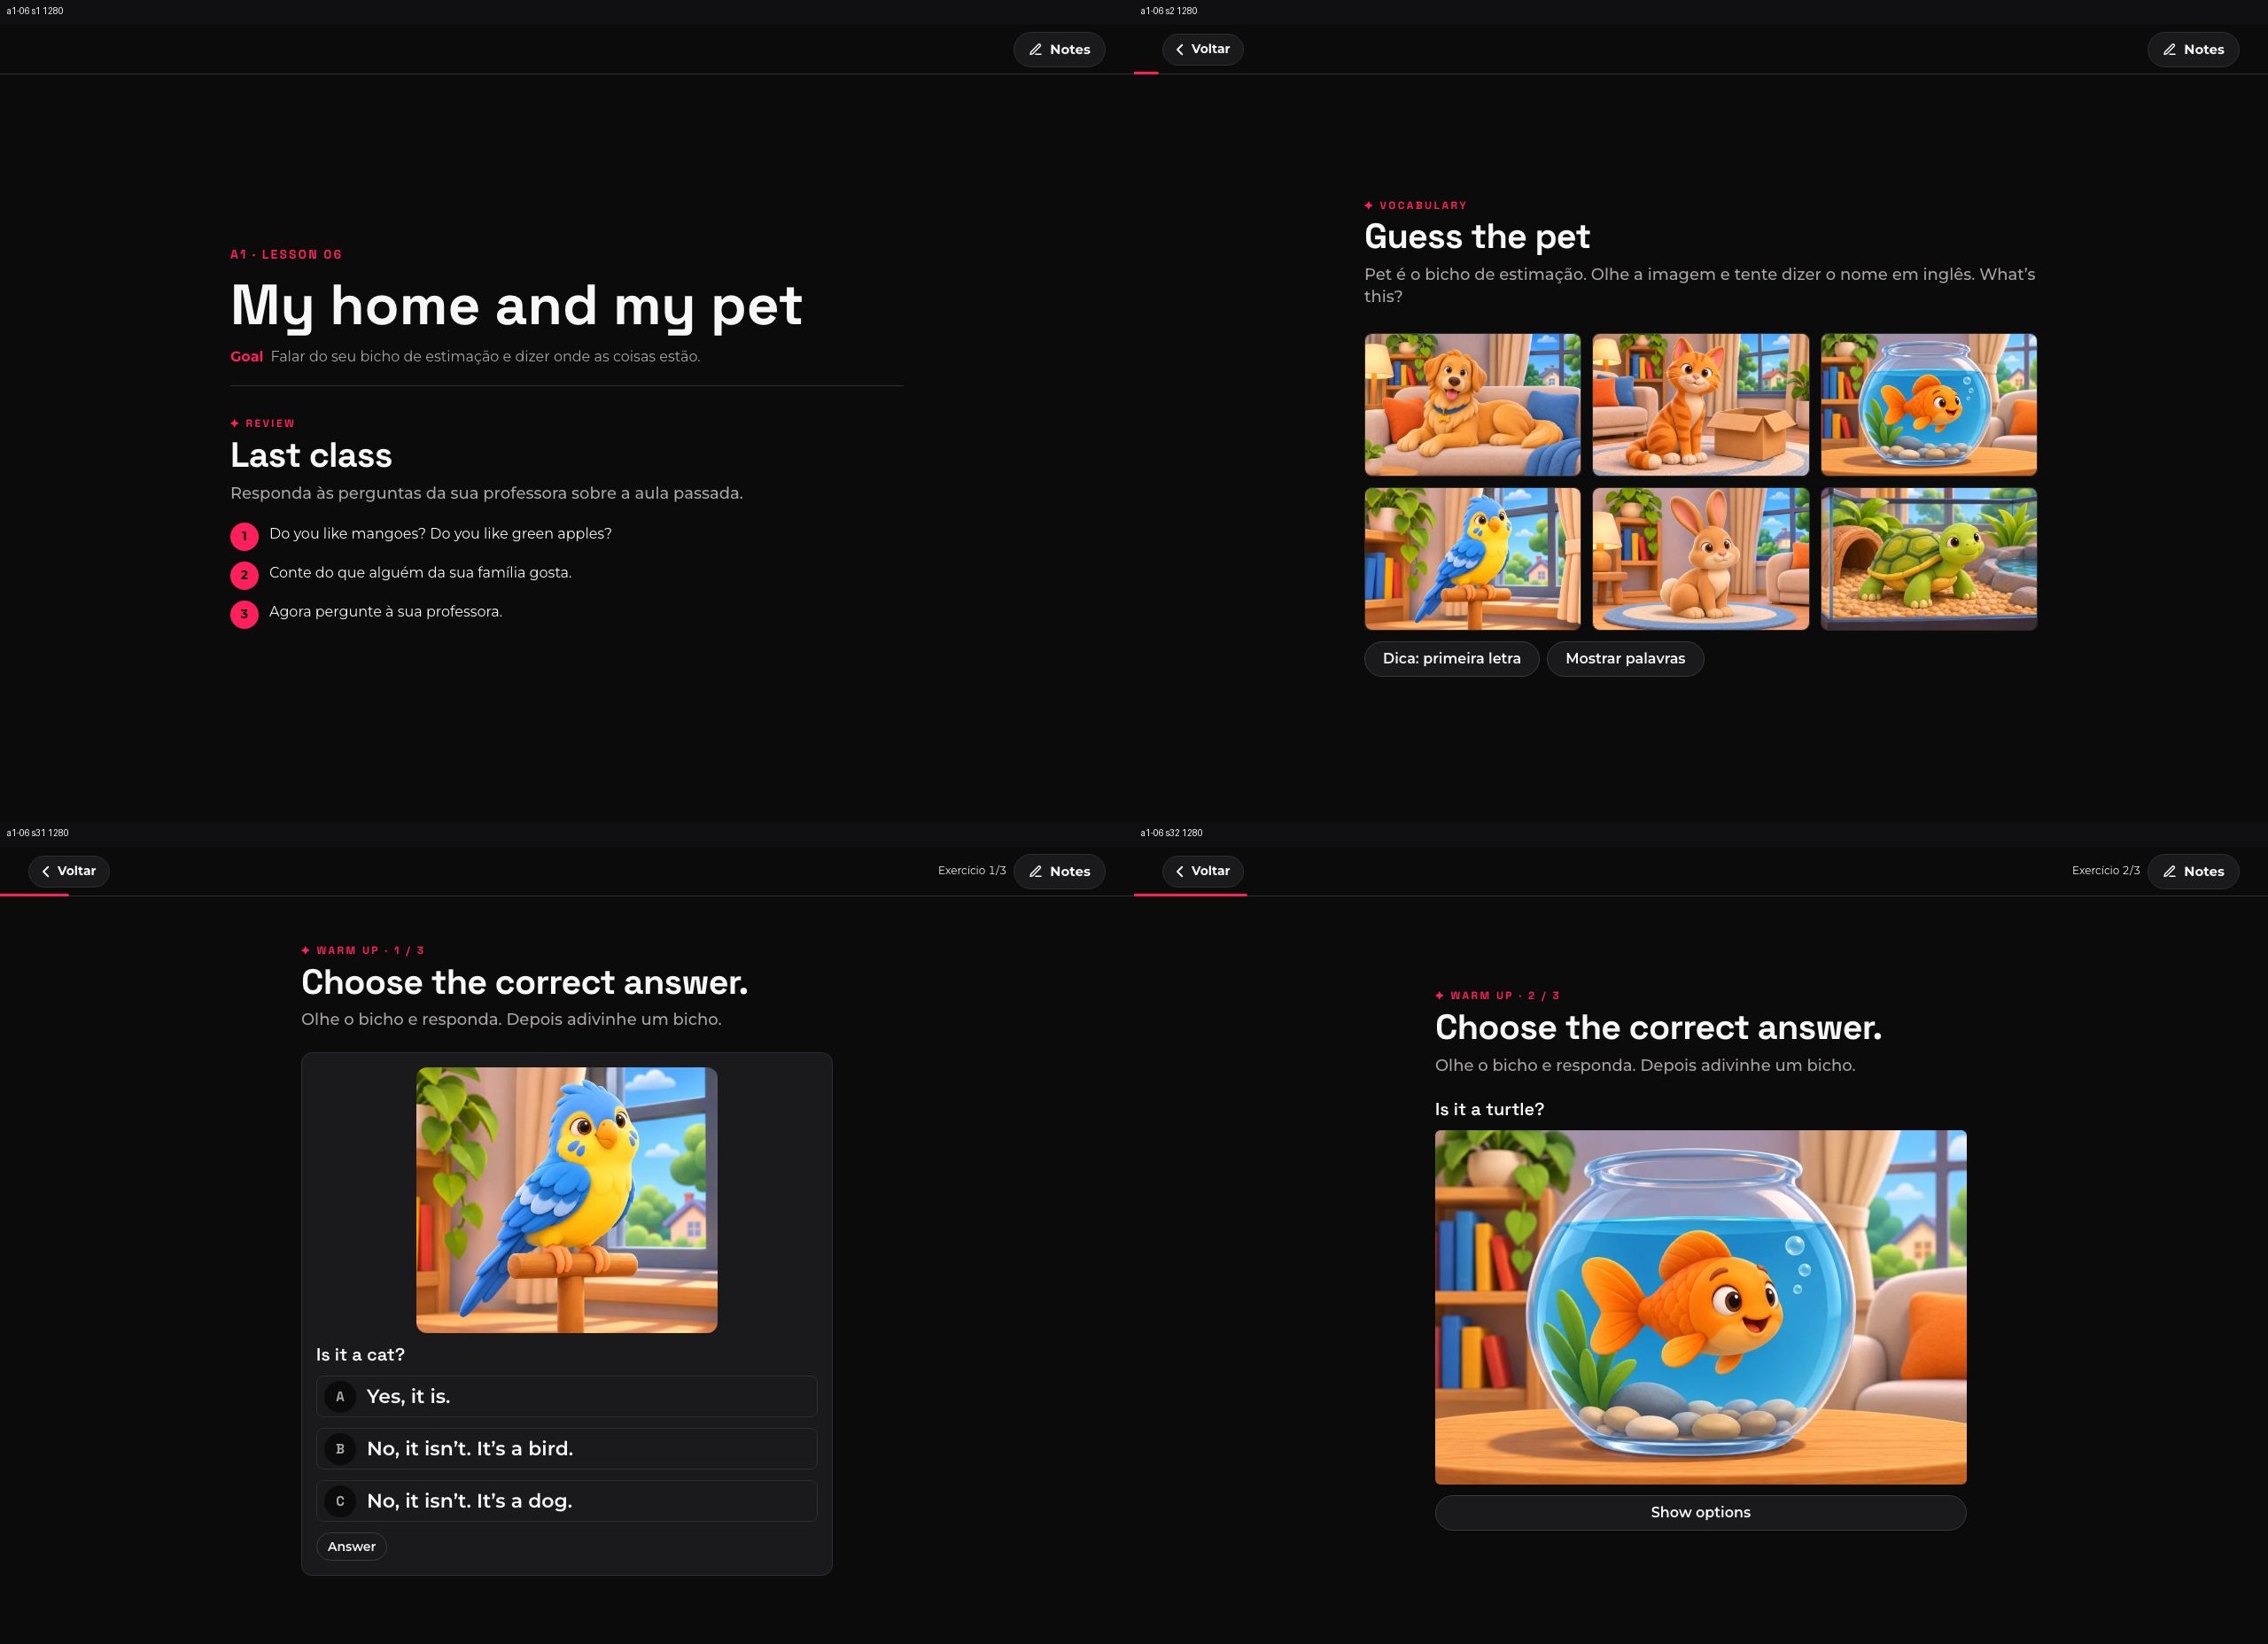 a1-06 s1 1280
Notes
A1 · LESSON 06
My home and my pet
Goal Falar do seu bicho de estimação e dizer onde as coisas estão.
✦ REVIEW
Last class
Responda às perguntas da sua professora sobre a aula passada.
1 Do you like mangoes? Do you like green apples?
2 Conte do que alguém da sua família gosta.
3 Agora pergunte à sua professora.
a1-06 s2 1280
Voltar
Notes
✦ VOCABULARY
Guess the pet
Pet é o bicho de estimação. Olhe a imagem e tente dizer o nome em inglês. What’s
this?
Dica: primeira letra
Mostrar palavras
a1-06 s31 1280
Voltar
Exercício 1/3
Notes
✦ WARM UP · 1 / 3
Choose the correct answer.
Olhe o bicho e responda. Depois adivinhe um bicho.
Is it a cat?
A Yes, it is.
B No, it isn’t. It’s a bird.
C No, it isn’t. It’s a dog.
Answer
a1-06 s32 1280
Voltar
Exercício 2/3
Notes
✦ WARM UP · 2 / 3
Choose the correct answer.
Olhe o bicho e responda. Depois adivinhe um bicho.
Is it a turtle?
Show options